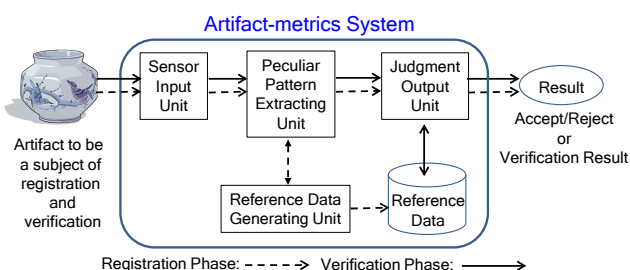 Artifact-metrics System
Sensor
Input
Unit
Peculiar
Pattern
Extracting
Unit
Judgment
Output
Unit
Result
Artifact to be
a subject of
registration
and
verification
Accept/Reject
or
Verification Result
Reference Data
Generating Unit
Reference
Data
Registration Phase: Verification Phase: